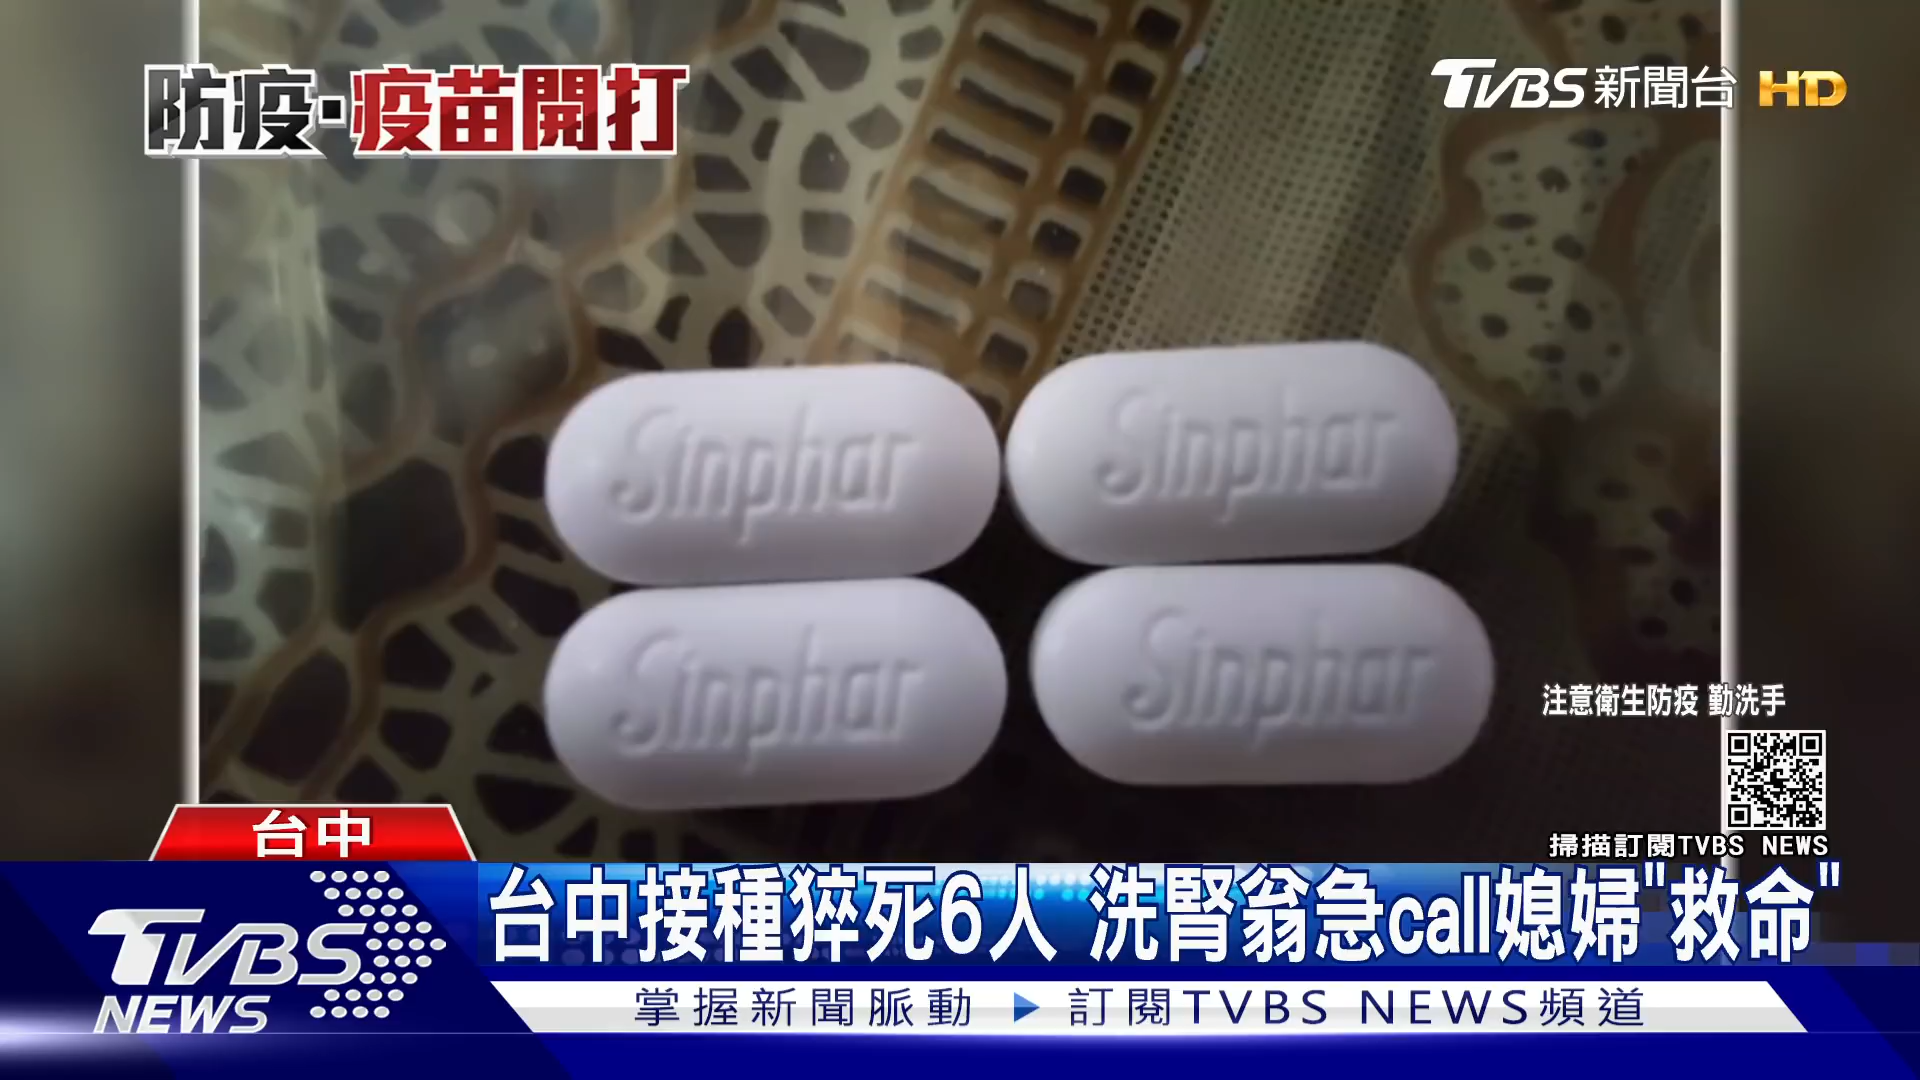 防疫·疫苗開打
TVBS新聞台 HD
Sinphar
Sinphar
Sinphar
Sinphar
注意衛生防疫 勤洗手
掃描訂閱TVBS NEWS
台中
台中接種猝死6人 洗腎翁急call媳婦"救命"
TVBS
NEWS
掌握新聞脈動 ▶ 訂閱TVBS NEWS頻道